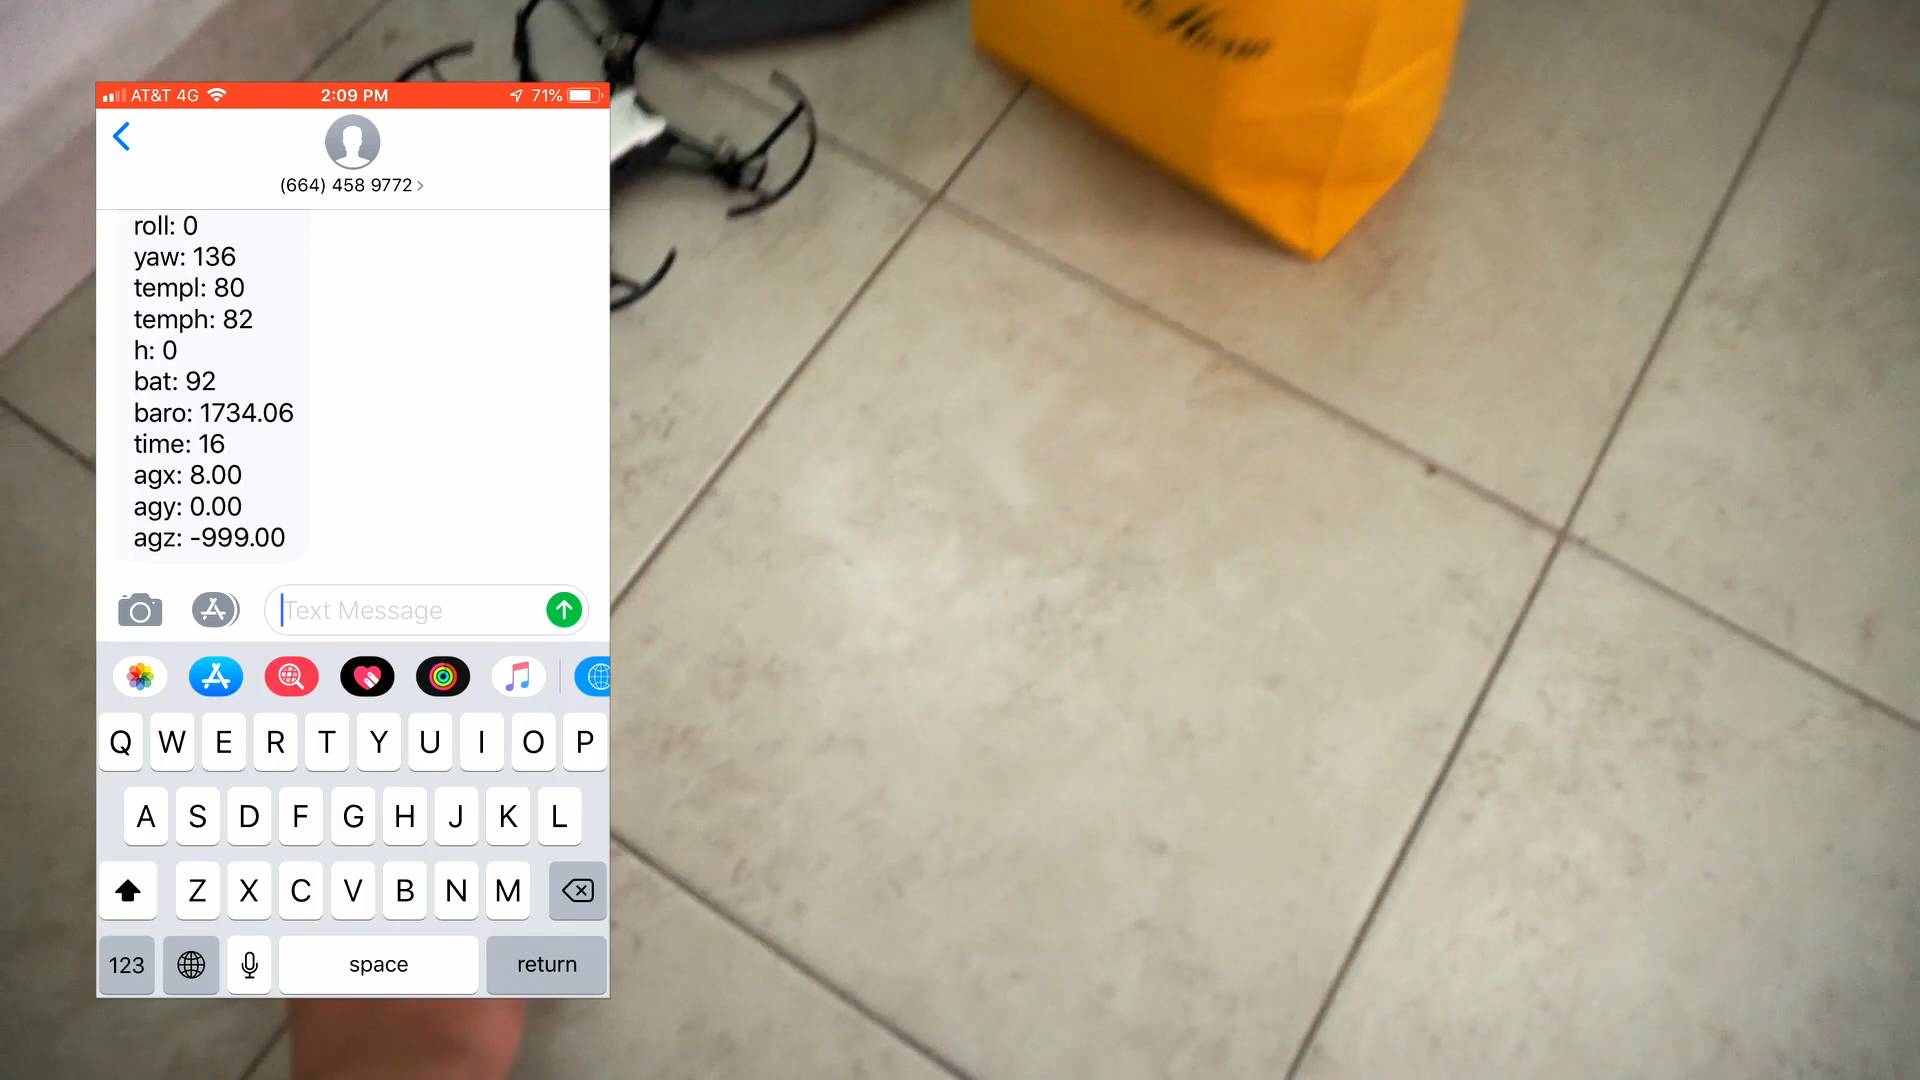 AT&T 4G 2:09 PM 71%
(664) 458 9772 >
roll: 0
yaw: 136
templ: 80
temph: 82
h: 0
bat: 92
baro: 1734.06
time: 16
agx: 8.00
agy: 0.00
agz: -999.00
Text Message
Q W E R T Y U I O P
A S D F G H J K L
Z X C V B N M
123 space return